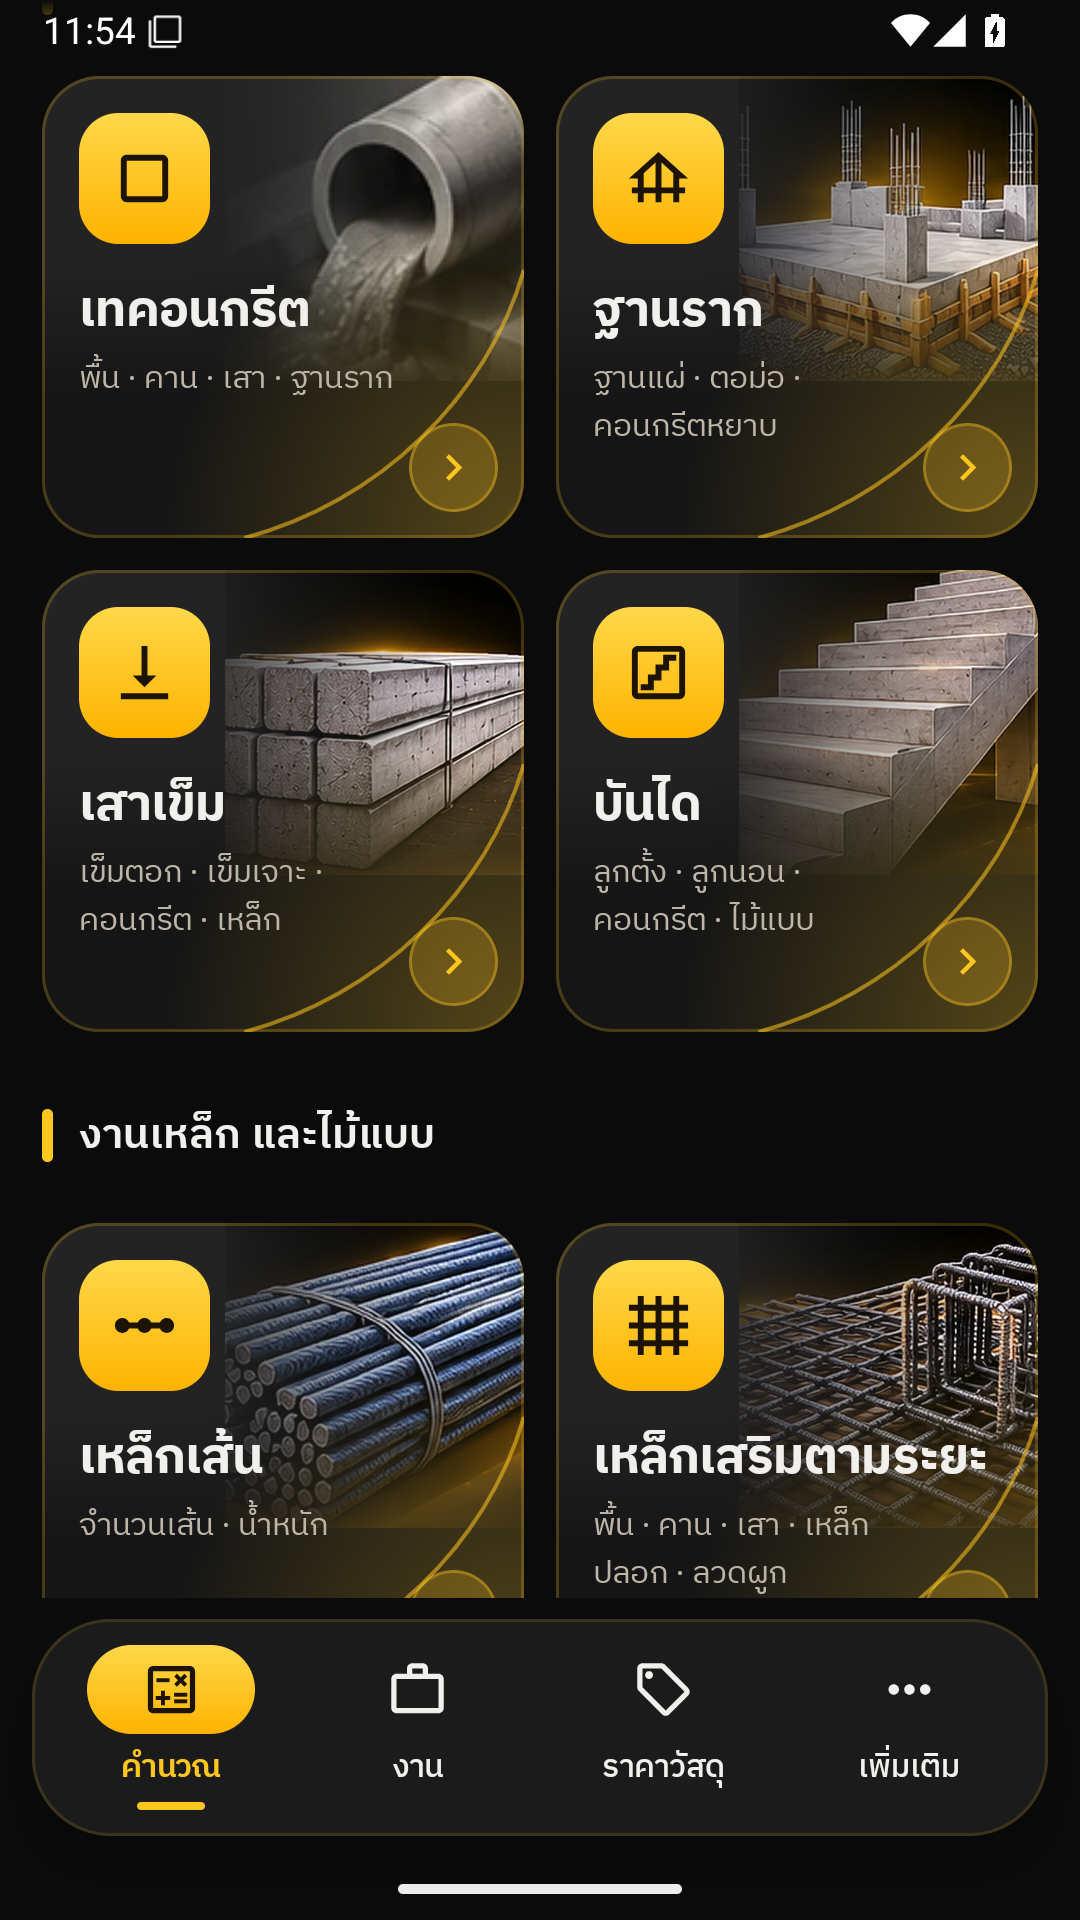 11:54
เทคอนกรีต
พื้น · คาน · เสา · ฐานราก
ฐานราก
ฐานแผ่ · ตอม่อ ·
คอนกรีตหยาบ
เสาเข็ม
เข็มตอก · เข็มเจาะ ·
คอนกรีต · เหล็ก
บันได
ลูกตั้ง · ลูกนอน ·
คอนกรีต · ไม้แบบ
งานเหล็ก และไม้แบบ
เหล็กเส้น
จำนวนเส้น · น้ำหนัก
เหล็กเสริมตามระยะ
พื้น · คาน · เสา · เหล็ก
ปลอก · ลวดผูก
คำนวณ
งาน
ราคาวัสดุ
เพิ่มเติม